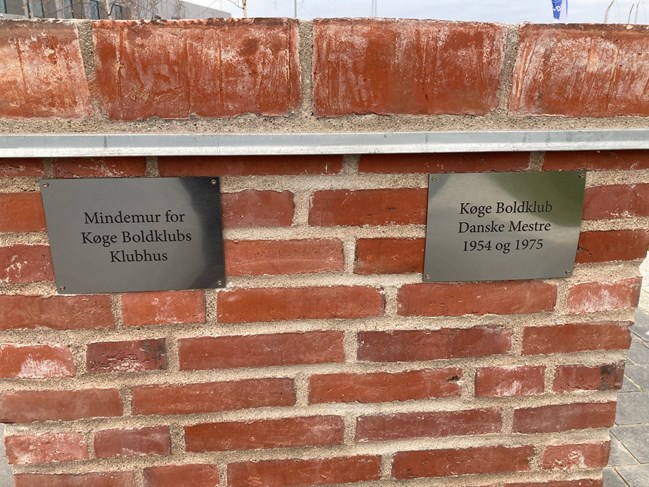 Mindemur for
Køge Boldklubs
Klubhus
Køge Boldklub
Danske Mestre
1954 og 1975